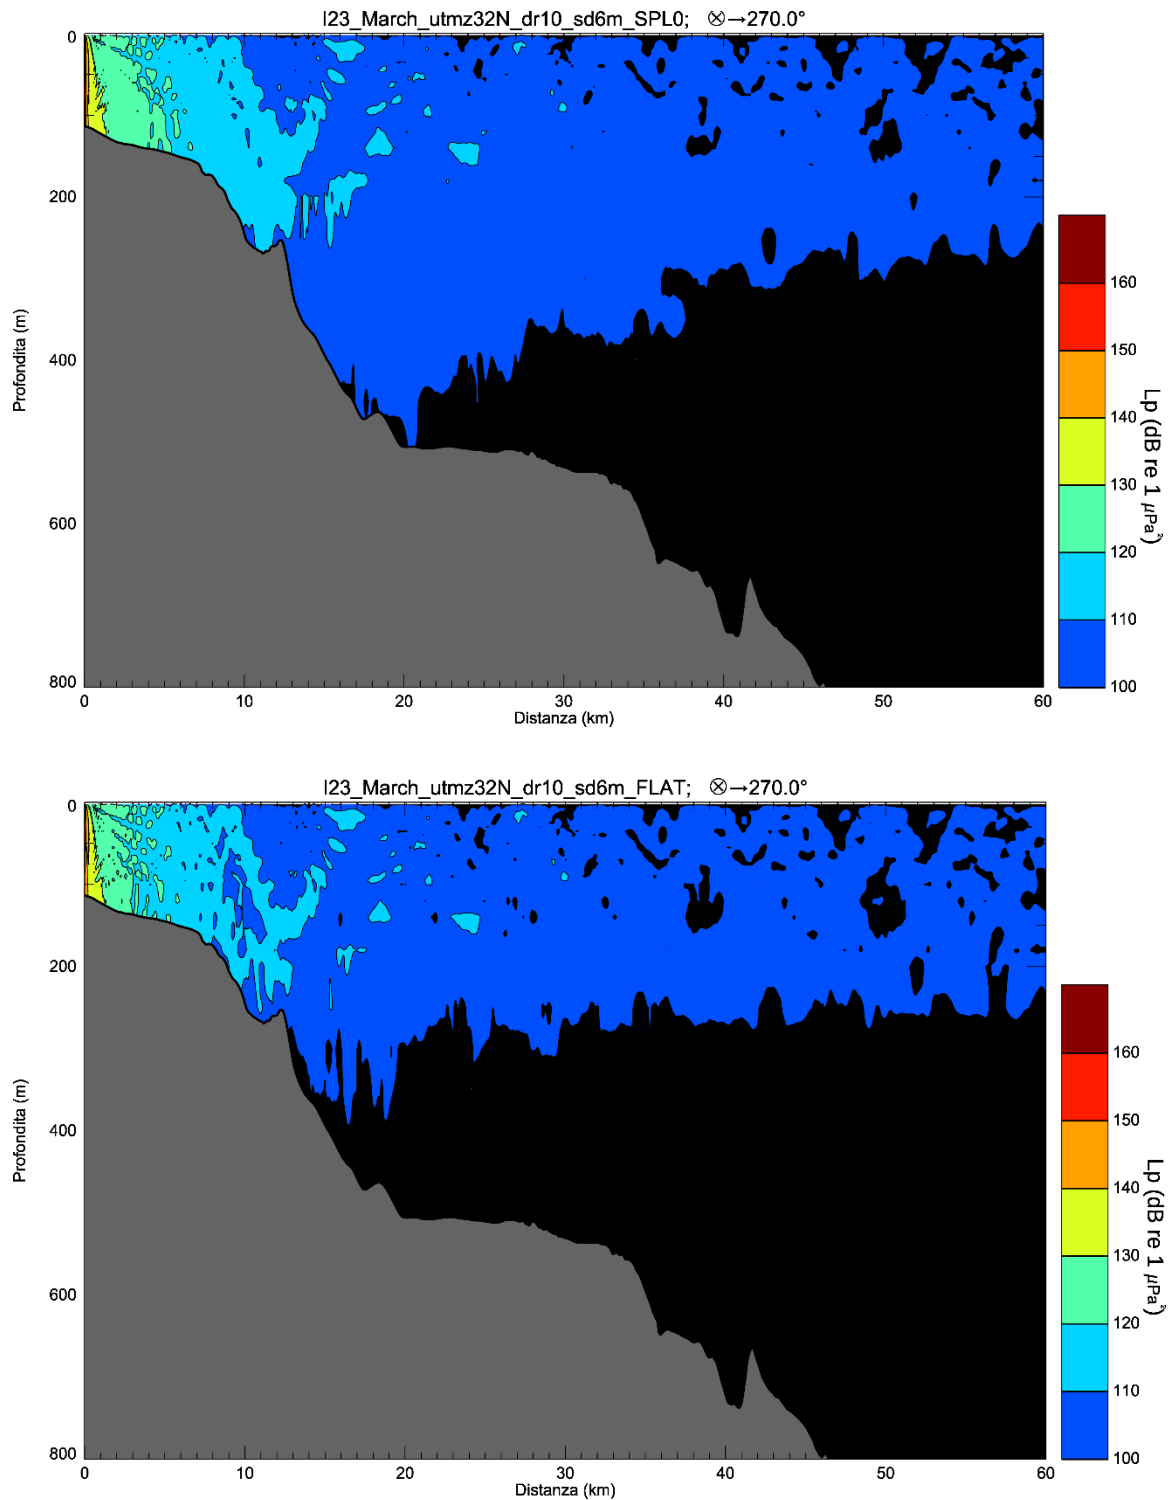 I23_March_utmz32N_dr10_sd6m_SPL0; ⊗→270.0°
0
200
400
600
800
Profondita (m)
0 10 20 30 40 50 60
Distanza (km)
160
150
140
130
120
110
100
Lp (dB re 1 μPa²)
I23_March_utmz32N_dr10_sd6m_FLAT; ⊗→270.0°
0
200
400
600
800
Profondita (m)
0 10 20 30 40 50 60
Distanza (km)
160
150
140
130
120
110
100
Lp (dB re 1 μPa²)